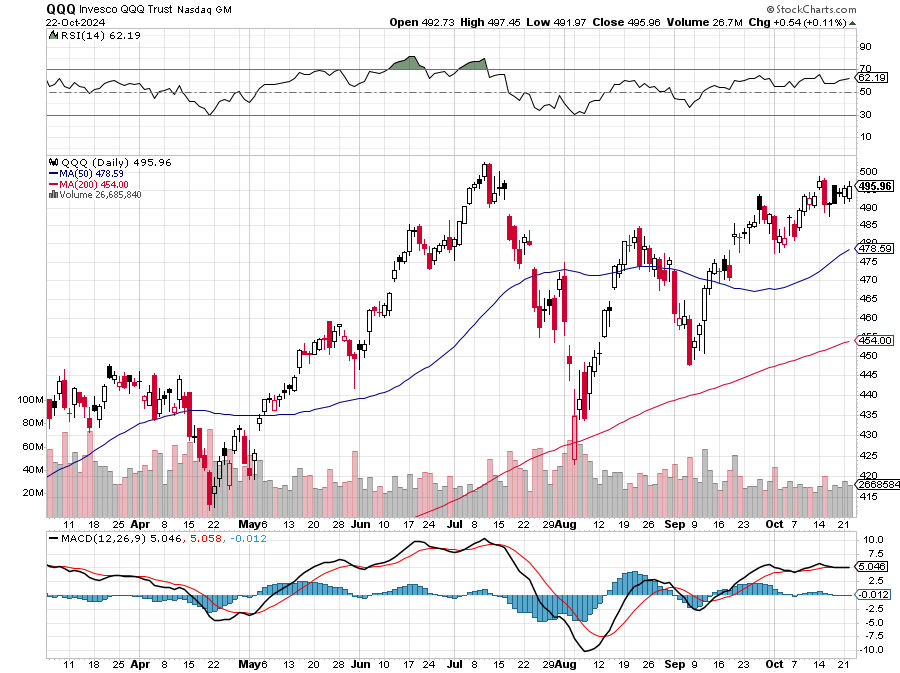 QQQ Invesco QQQ Trust Nasdaq GM
© StockCharts.com
22-Oct-2024
Open 492.73 High 497.45 Low 491.97 Close 495.96 Volume 26.7M Chg +0.54 (+0.11%)
RSI(14) 62.19
90
70
62.19
50
30
10
QQQ (Daily) 495.96
MA(50) 478.59
MA(200) 454.00
Volume 26,685,840
500
495.96
490
485
480
478.59
475
470
465
460
455
454.00
450
445
440
435
430
425
420
415
100M
80M
60M
40M
20M
2668584
11 18 25 Apr 8 15 22 May 6 13 20 28 Jun 10 17 24 Jul 8 15 22 29 Aug 12 19 26 Sep 9 16 23 Oct 7 14 21
MACD(12,26,9) 5.046, 5.058, -0.012
10.0
7.5
5.046
2.5
-0.012
-2.5
-5.0
-7.5
-10.0
11 18 25 Apr 8 15 22 May 6 13 20 28 Jun 10 17 24 Jul 8 15 22 29 Aug 12 19 26 Sep 9 16 23 Oct 7 14 21